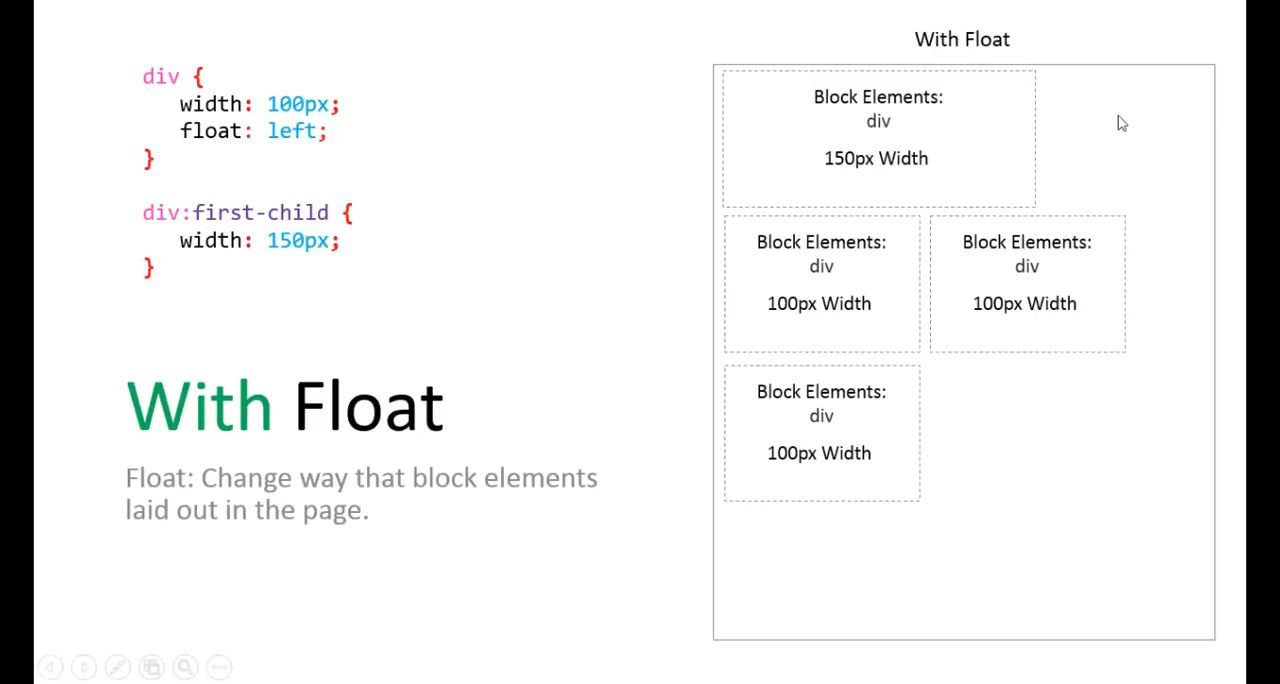 With Float
div {
width: 100px;
float: left;
}
div:first-child {
width: 150px;
}
With Float
Float: Change way that block elements
laid out in the page.
Block Elements:
div
150px Width
Block Elements:
div
100px Width
Block Elements:
div
100px Width
Block Elements:
div
100px Width